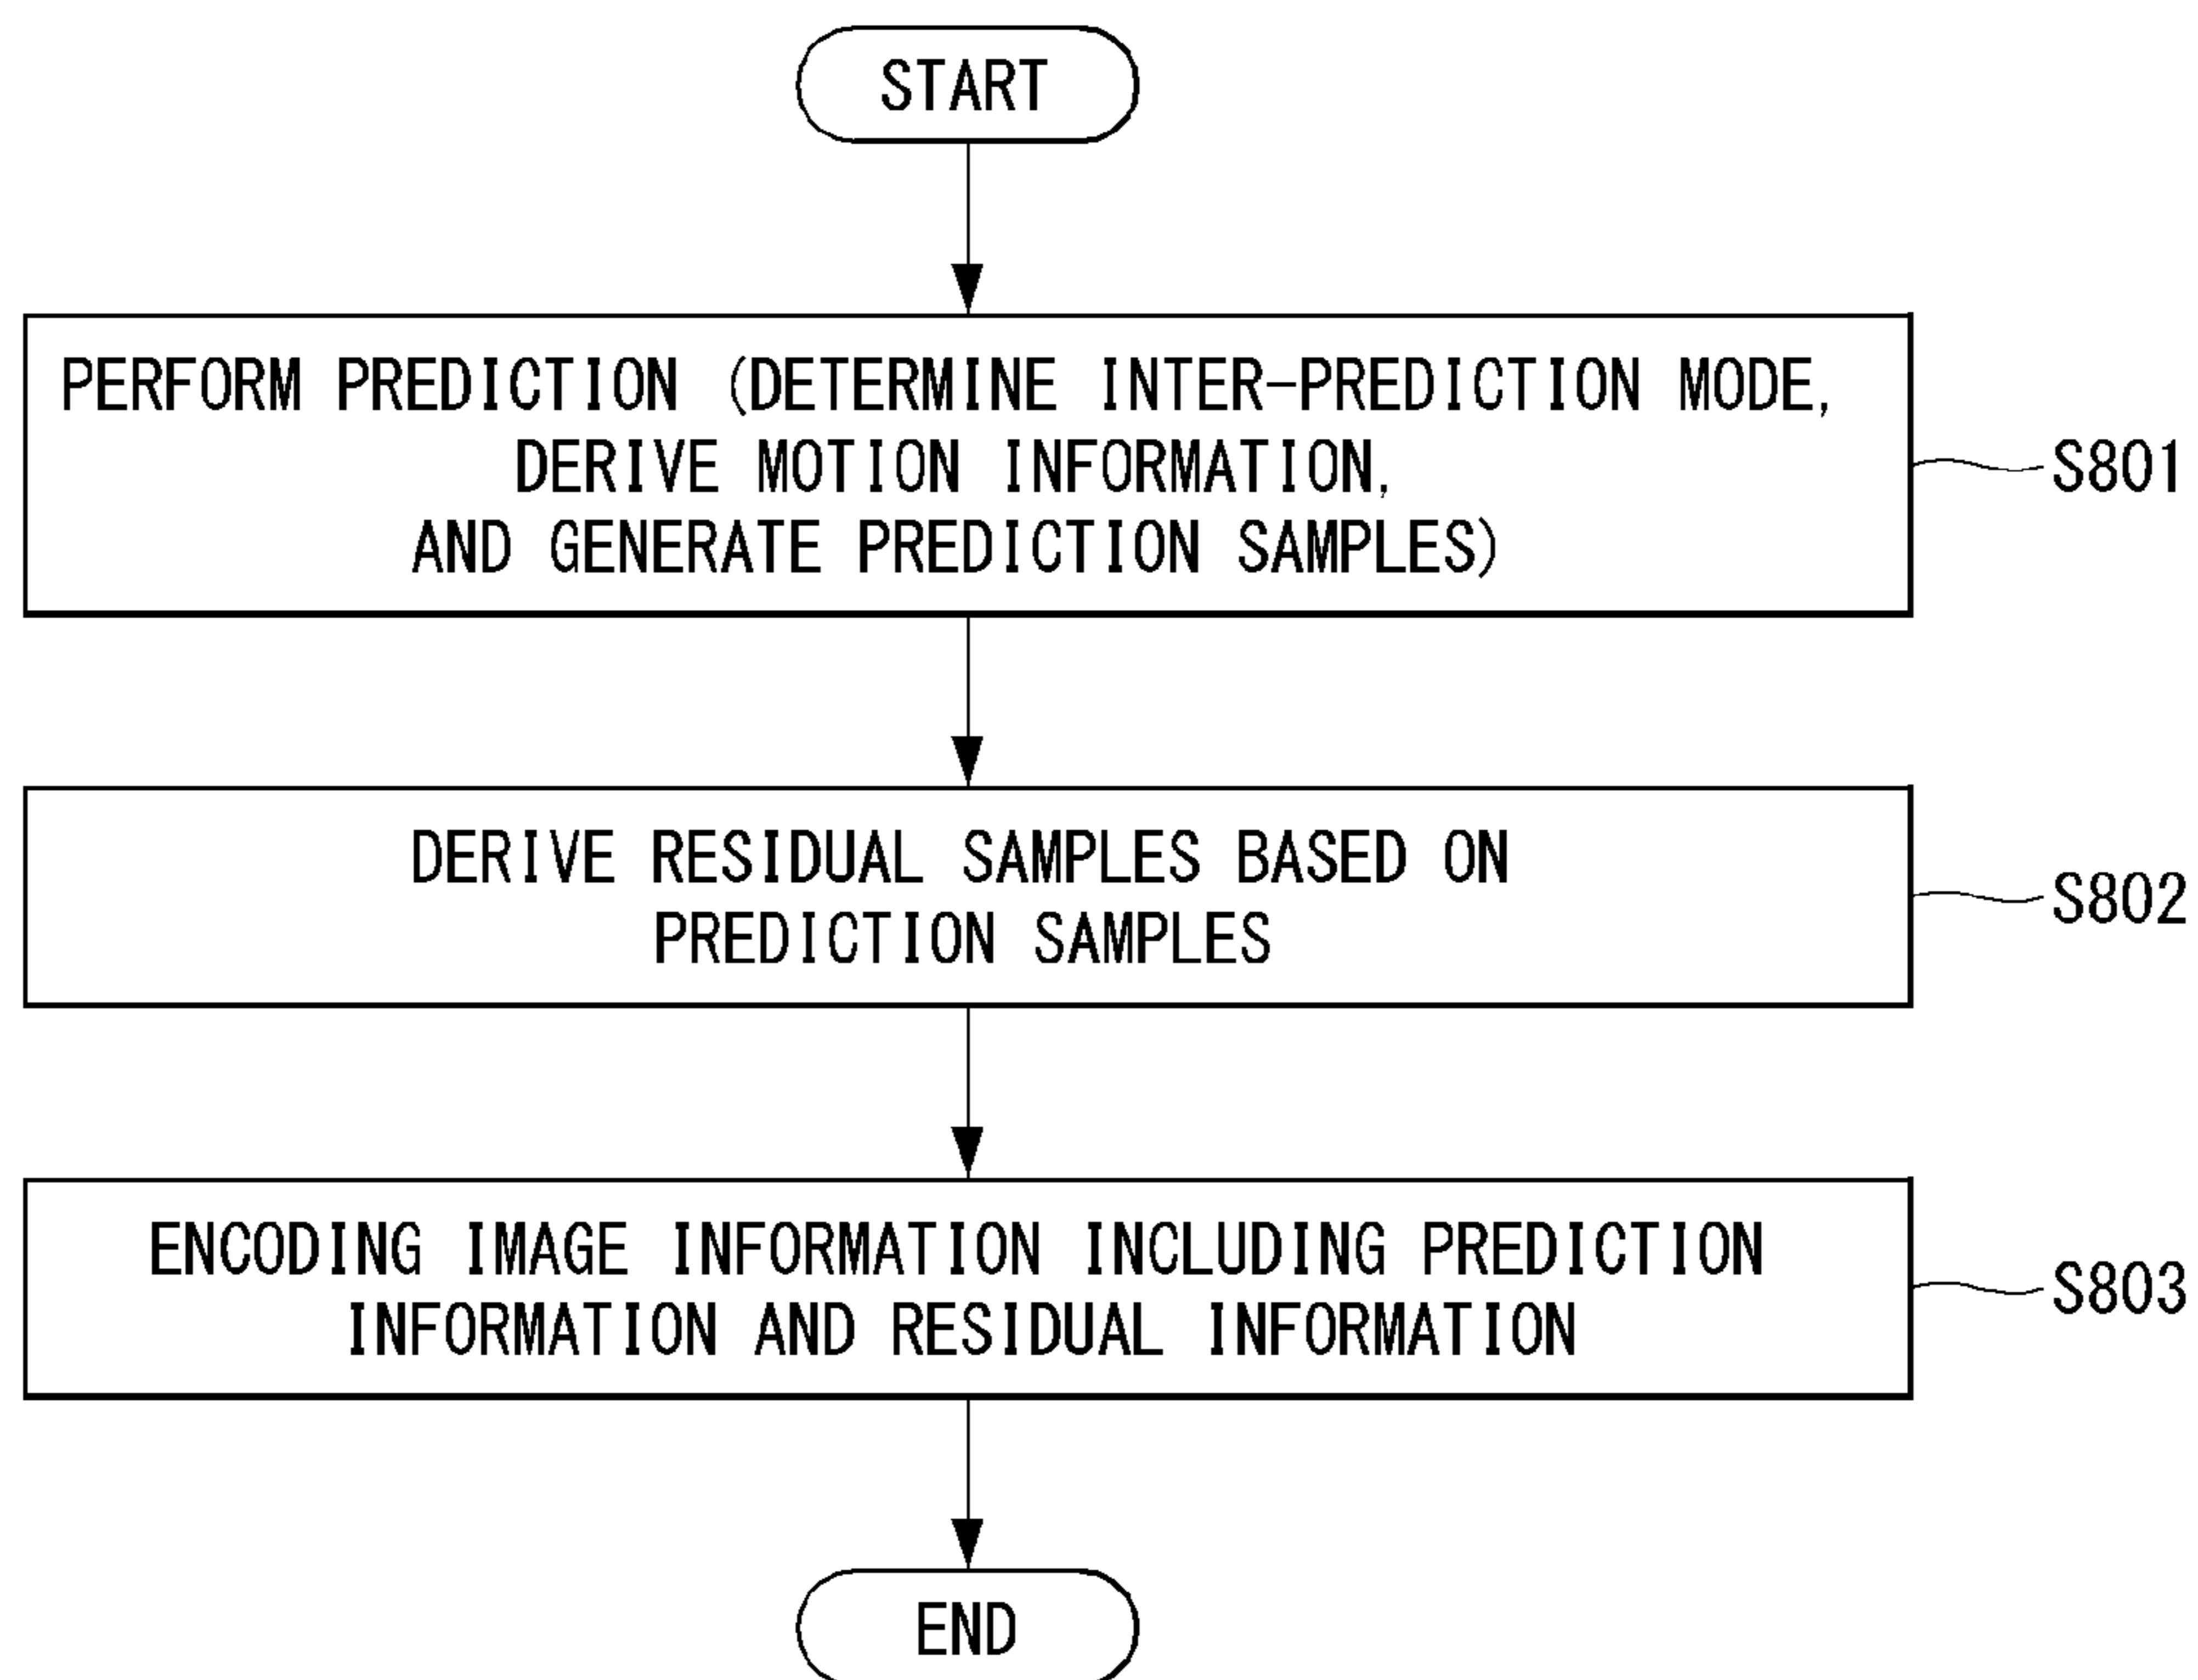 START
PERFORM PREDICTION (DETERMINE INTER-PREDICTION MODE,
DERIVE MOTION INFORMATION,
AND GENERATE PREDICTION SAMPLES)
S801
DERIVE RESIDUAL SAMPLES BASED ON
PREDICTION SAMPLES
S802
ENCODING IMAGE INFORMATION INCLUDING PREDICTION
INFORMATION AND RESIDUAL INFORMATION
S803
END